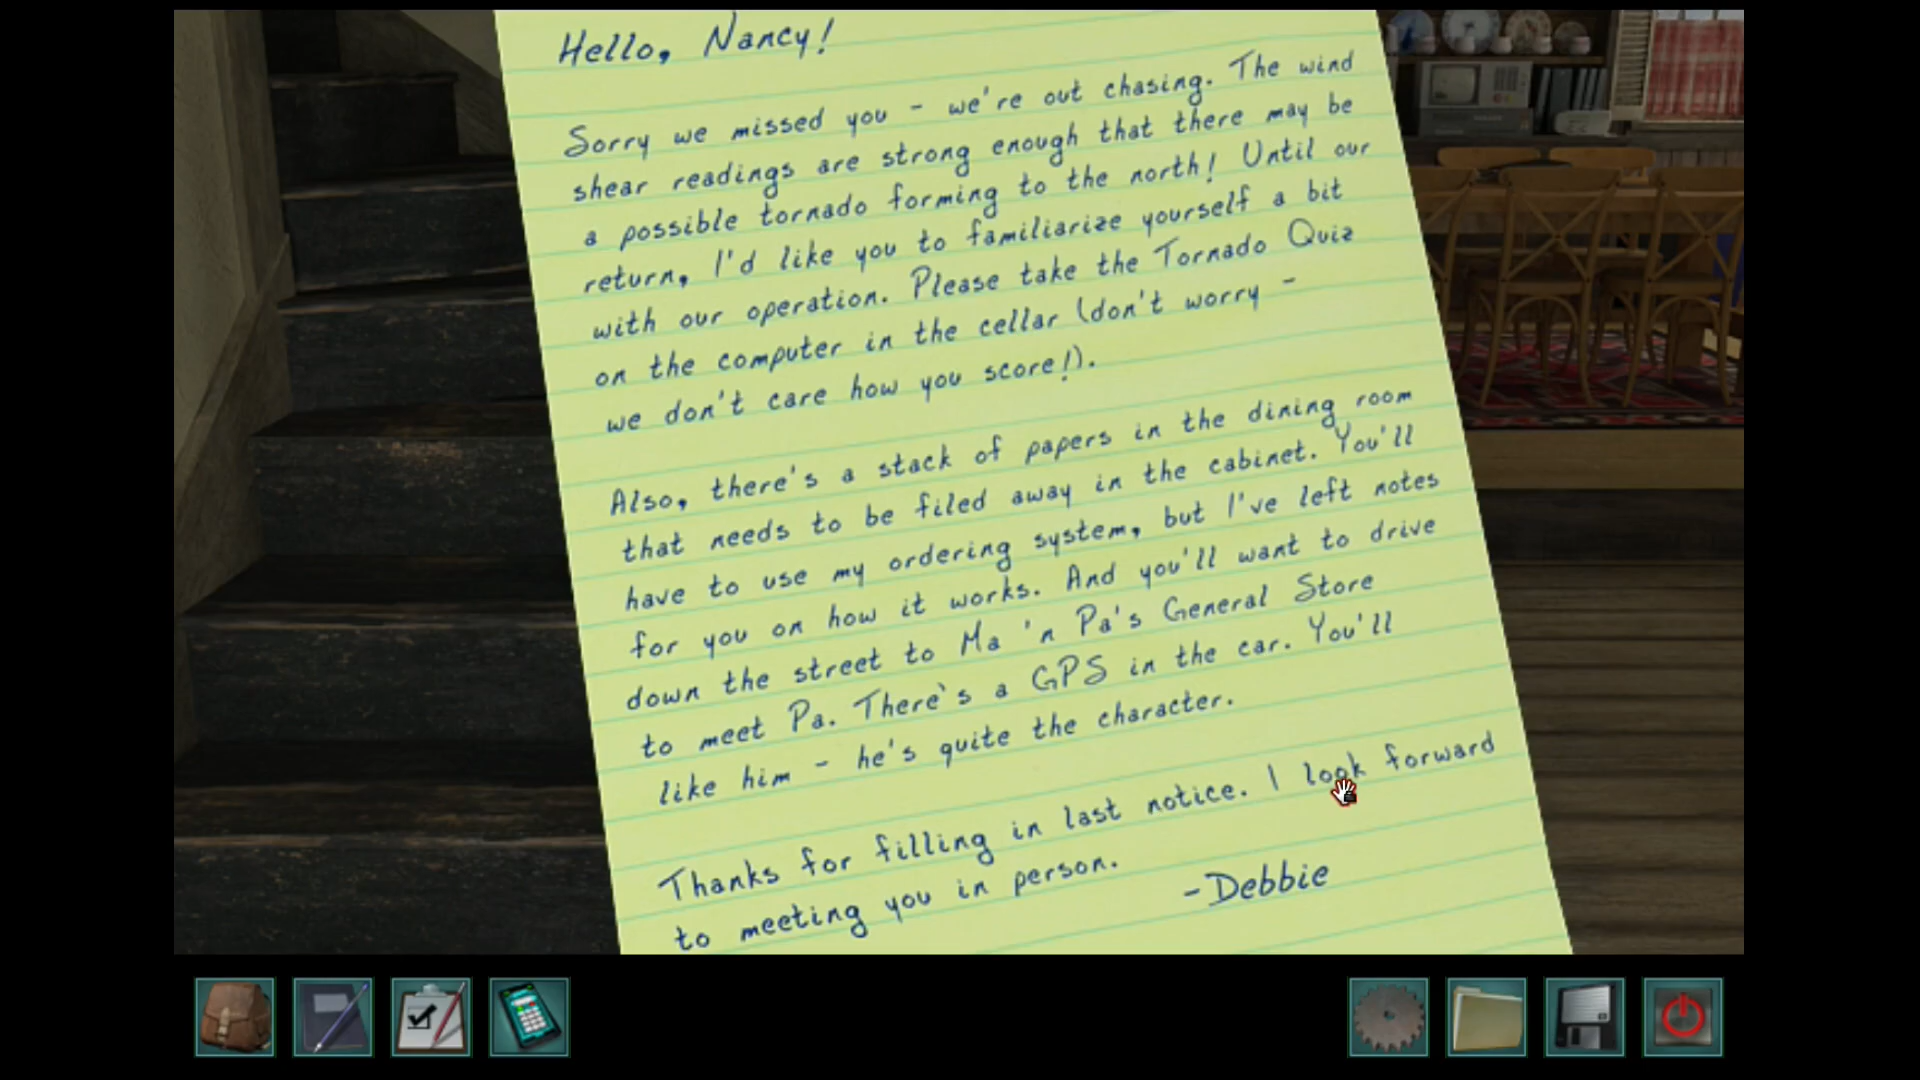 Hello, Nancy!
Sorry we missed you - we're out chasing. The wind
shear readings are strong enough that there may be
a possible tornado forming to the north! Until our
return, I'd like you to familiarize yourself a bit
with our operation. Please take the Tornado Quiz
on the computer in the cellar (don't worry -
we don't care how you score!).
Also, there's a stack of papers in the dining room
that needs to be filed away in the cabinet. You'll
have to use my ordering system, but I've left notes
for you on how it works. And you'll want to drive
down the street to Ma 'n Pa's General Store
to meet Pa. There's a GPS in the car. You'll
like him - he's quite the character.
Thanks for filling in last notice. I look forward
to meeting you in person.
-Debbie